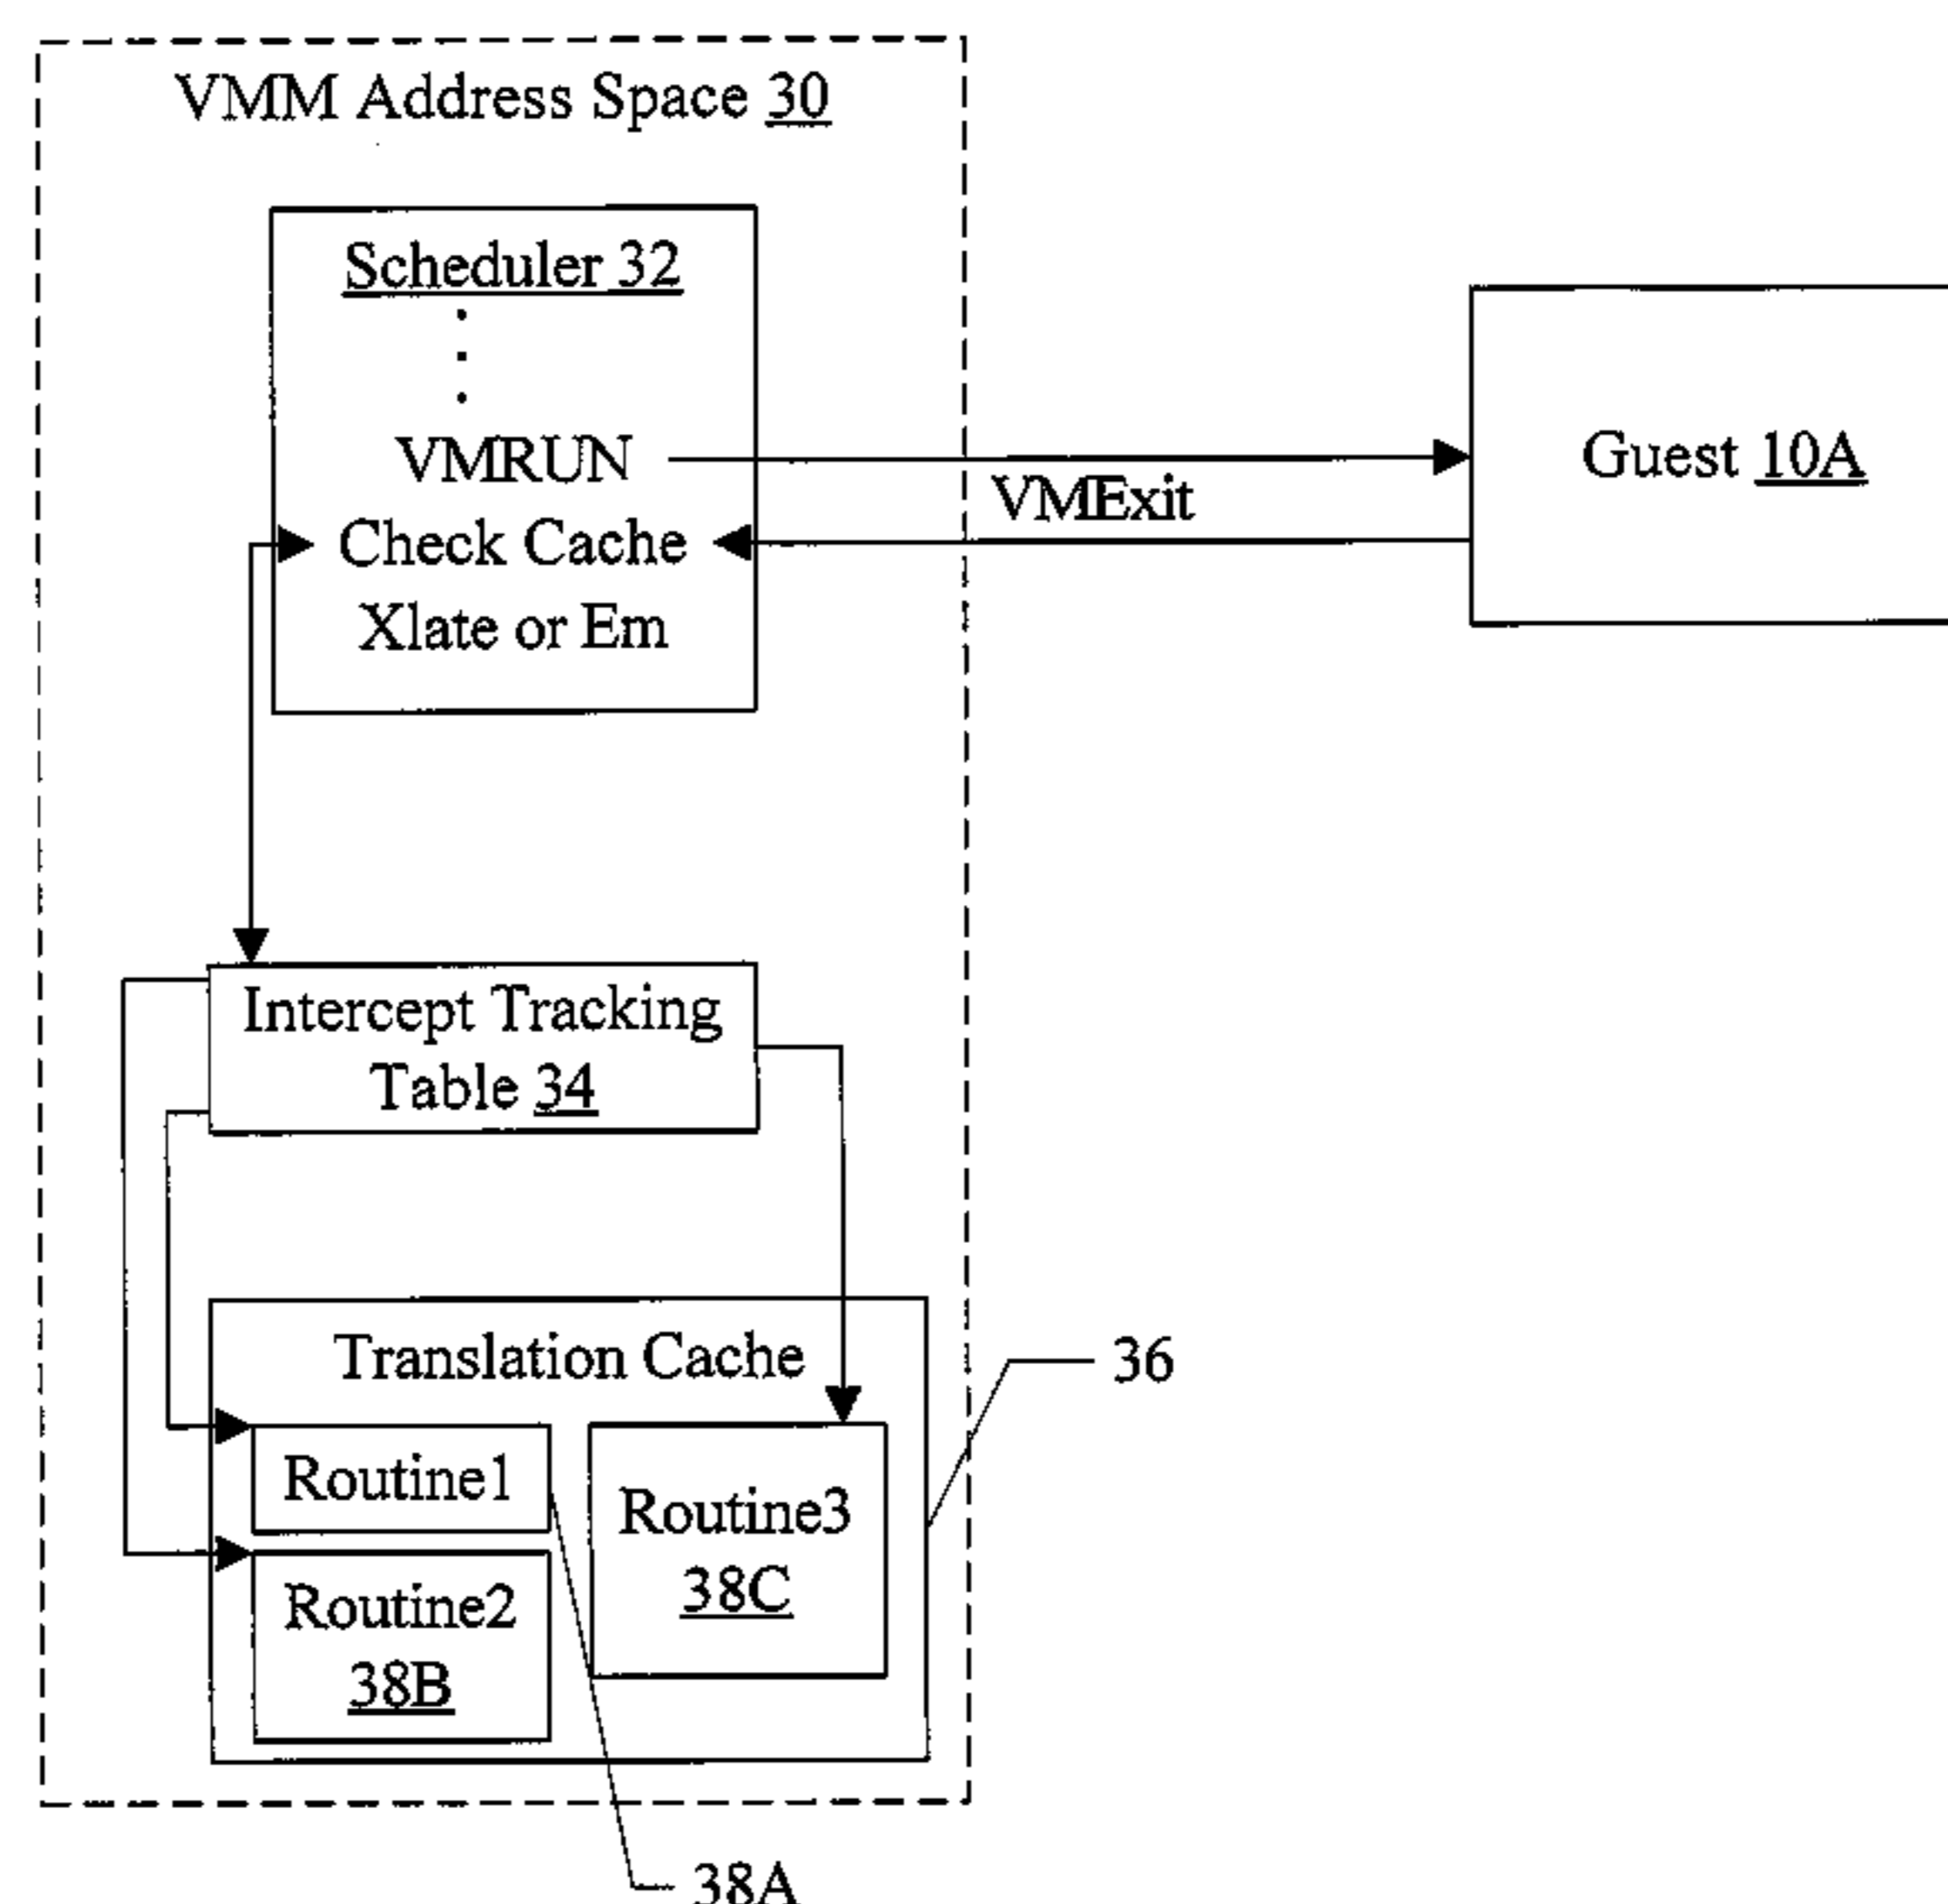 VMM Address Space 30
Scheduler 32
VMRUN
VMExit
Guest 10A
Check Cache
Xlate or Em
Intercept Tracking
Table 34
Translation Cache
36
Routine1
Routine3
38C
Routine2
38B
38A